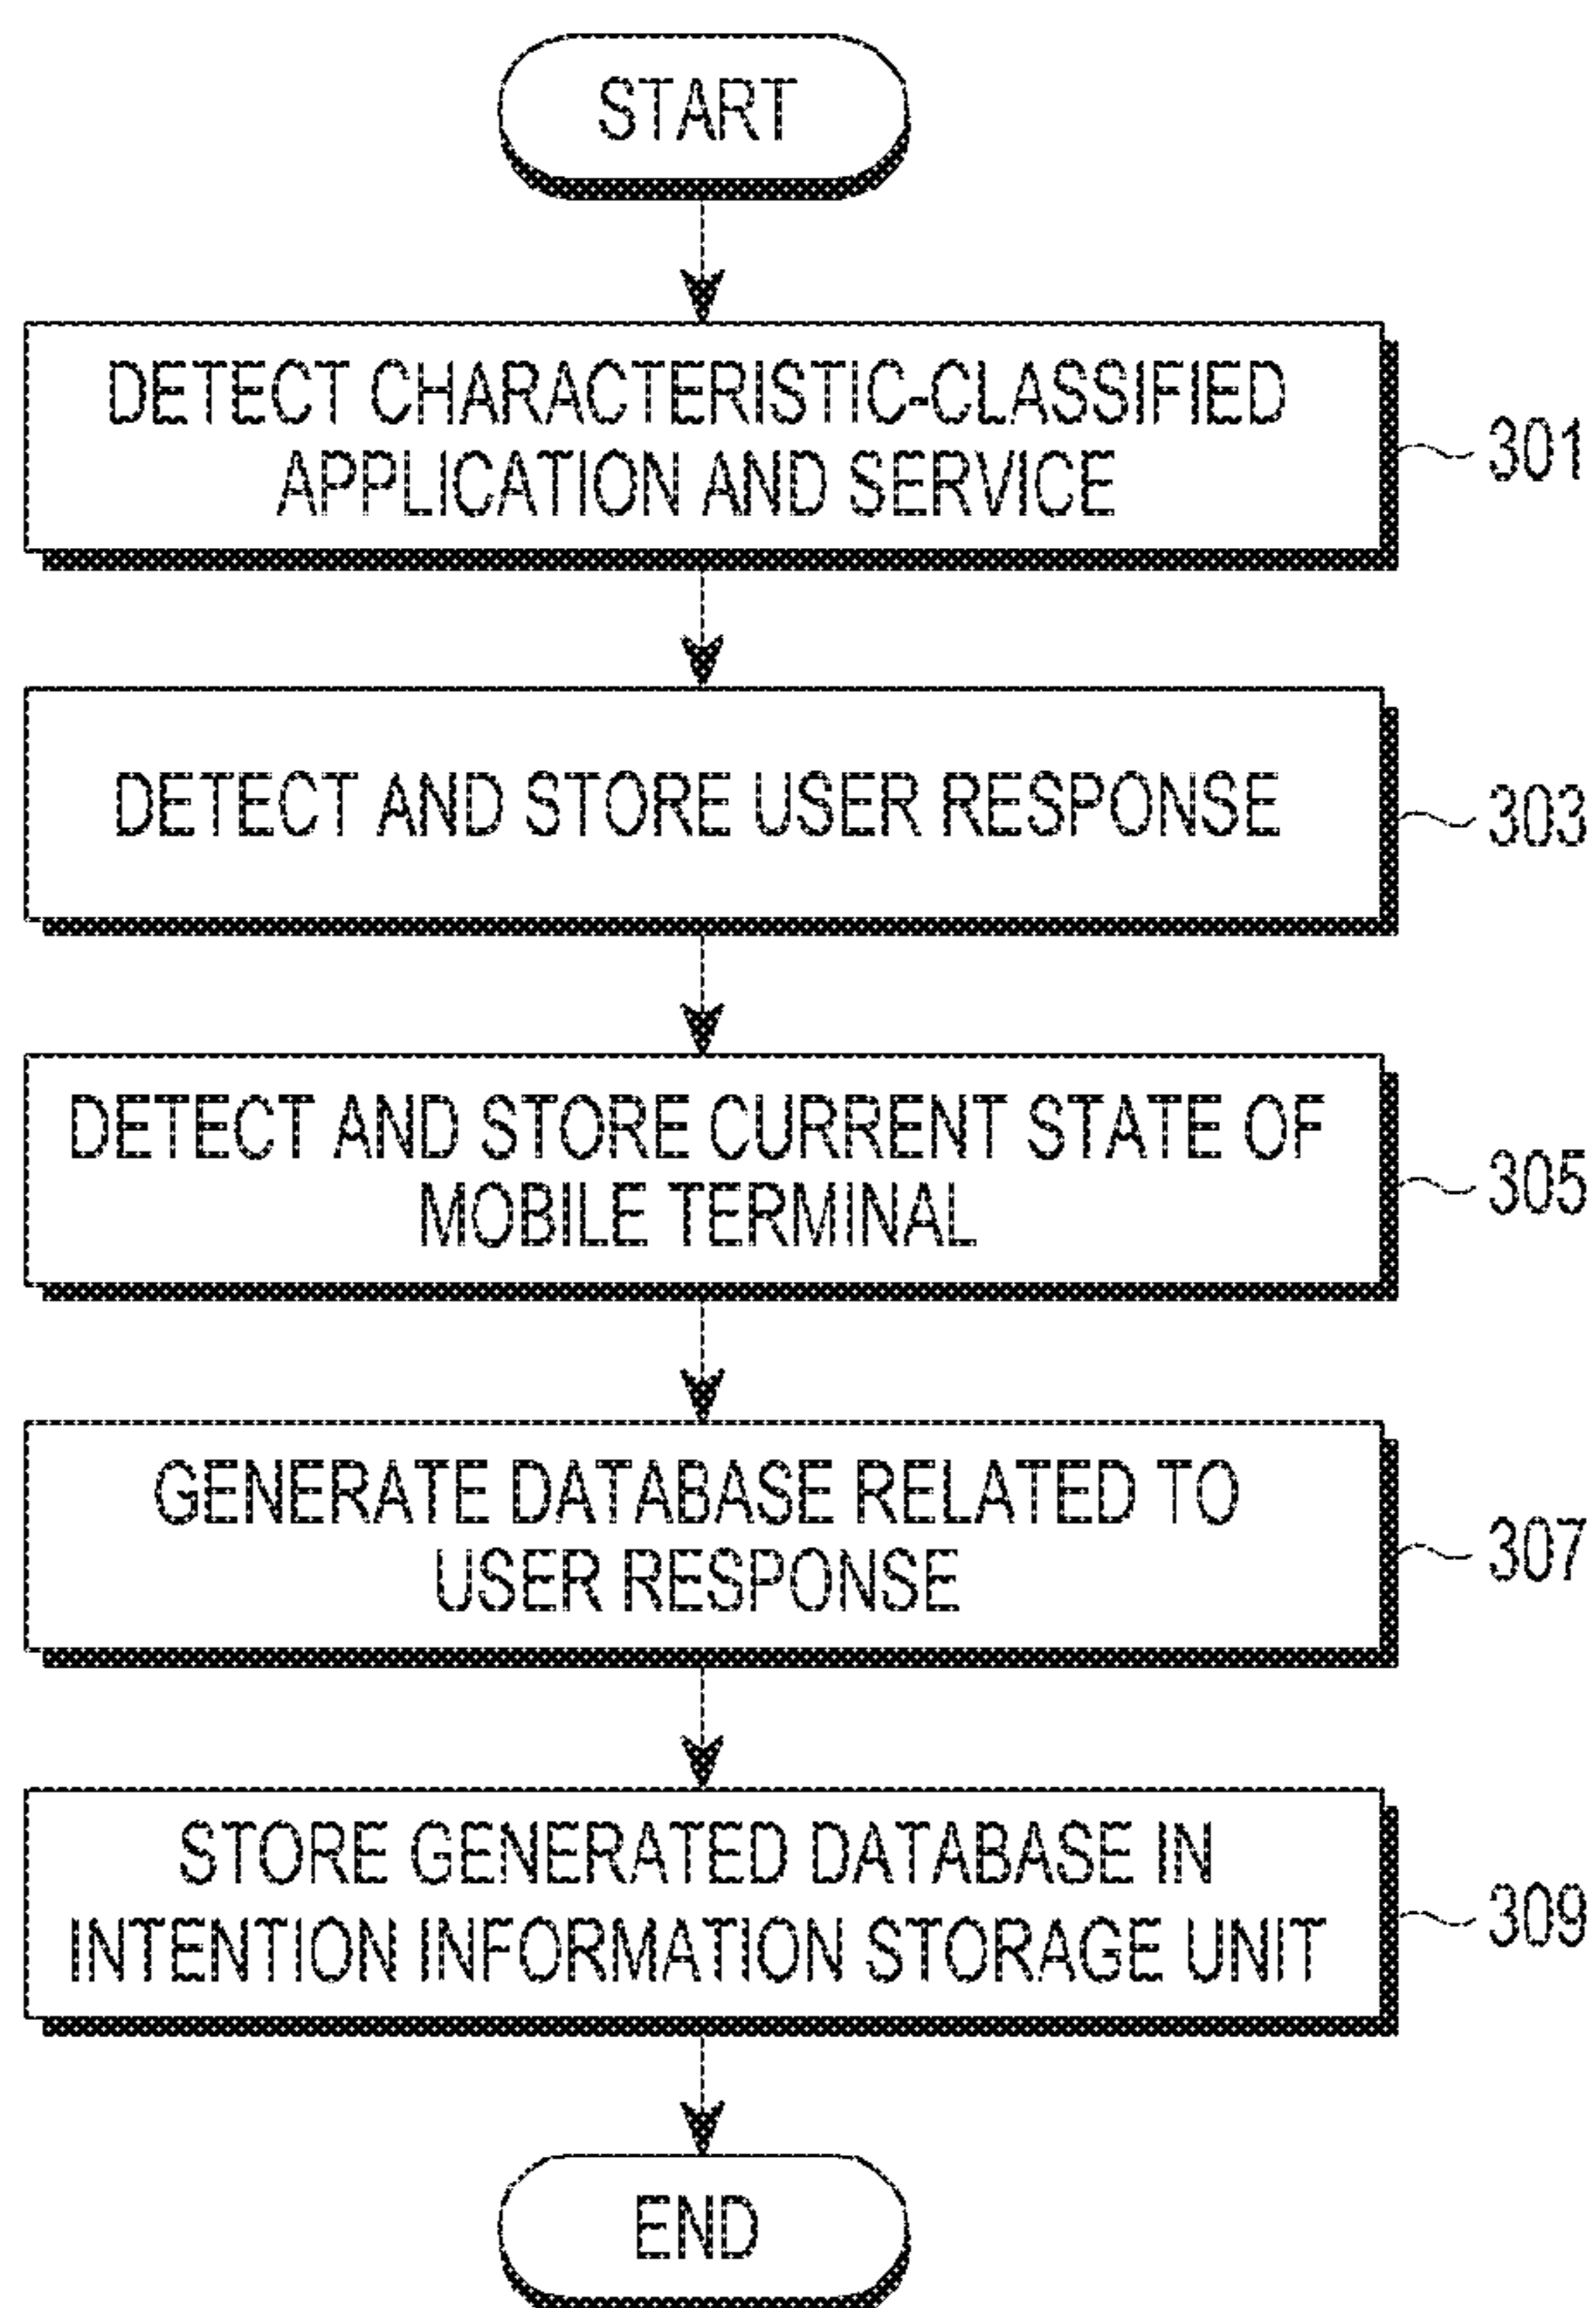 START
DETECT CHARACTERISTIC-CLASSIFIED
APPLICATION AND SERVICE
301
DETECT AND STORE USER RESPONSE
303
DETECT AND STORE CURRENT STATE OF
MOBILE TERMINAL
305
GENERATE DATABASE RELATED TO
USER RESPONSE
307
STORE GENERATED DATABASE IN
INTENTION INFORMATION STORAGE UNIT
309
END